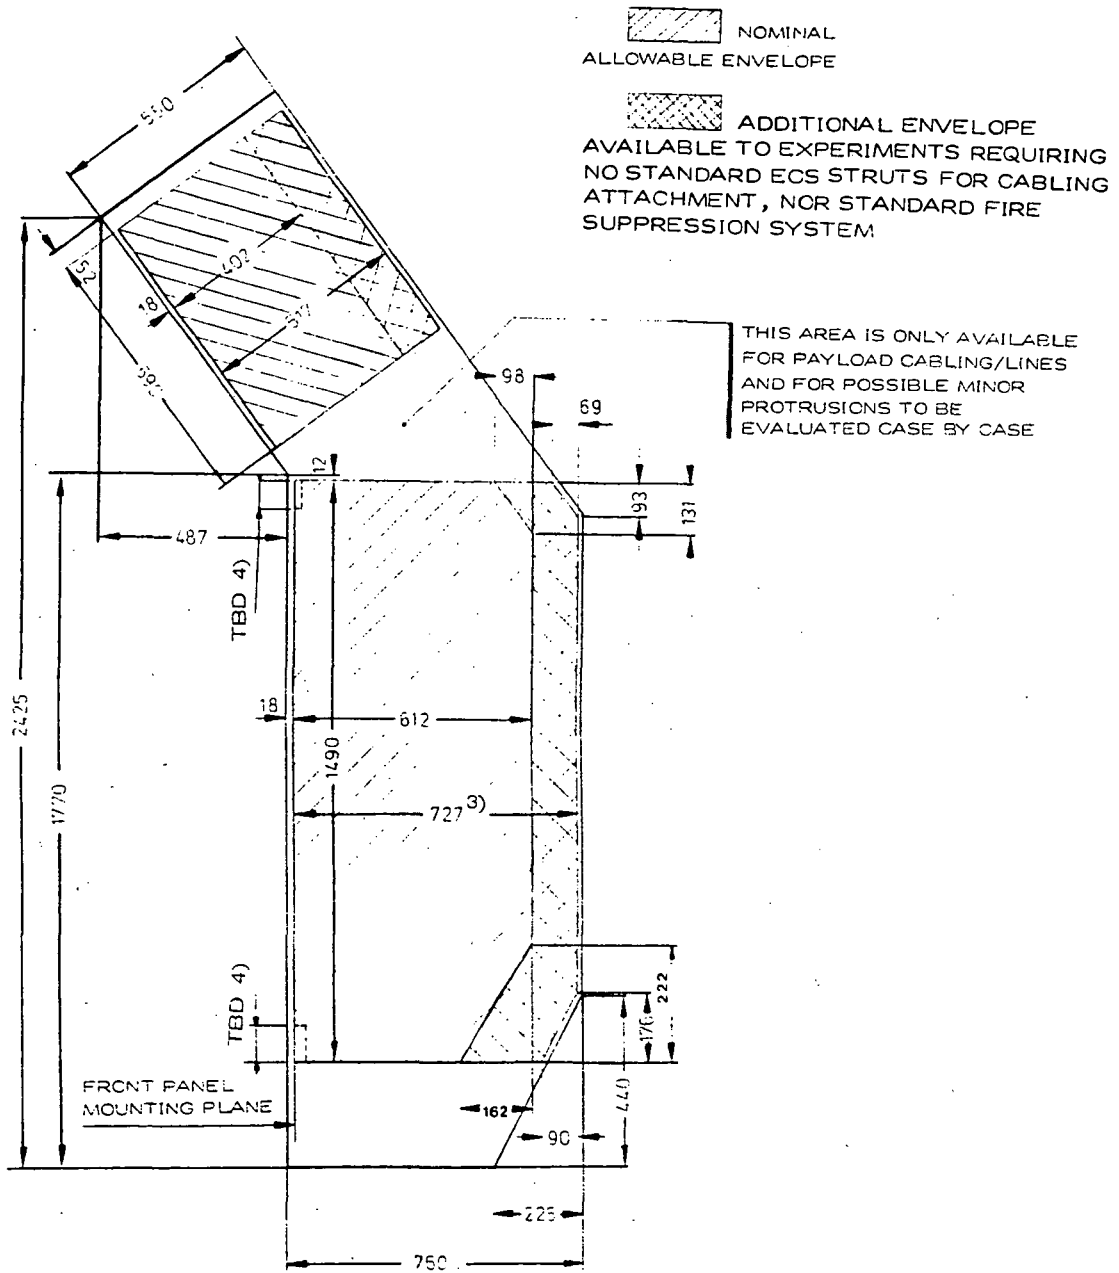 NOMINAL
ALLOWABLE ENVELOPE
ADDITIONAL ENVELOPE
AVAILABLE TO EXPERIMENTS REQUIRING
NO STANDARD ECS STRUTS FOR CABLING
ATTACHMENT, NOR STANDARD FIRE
SUPPRESSION SYSTEM
THIS AREA IS ONLY AVAILABLE
FOR PAYLOAD CABLING/LINES
AND FOR POSSIBLE MINOR
PROTRUSIONS TO BE
EVALUATED CASE BY CASE
52
18
402
98
69
12
93
131
487
TBD 4)
2425
1770
18
612
1490
727 3)
TBD 4)
222
176
440
FRONT PANEL
MOUNTING PLANE
162
90
225